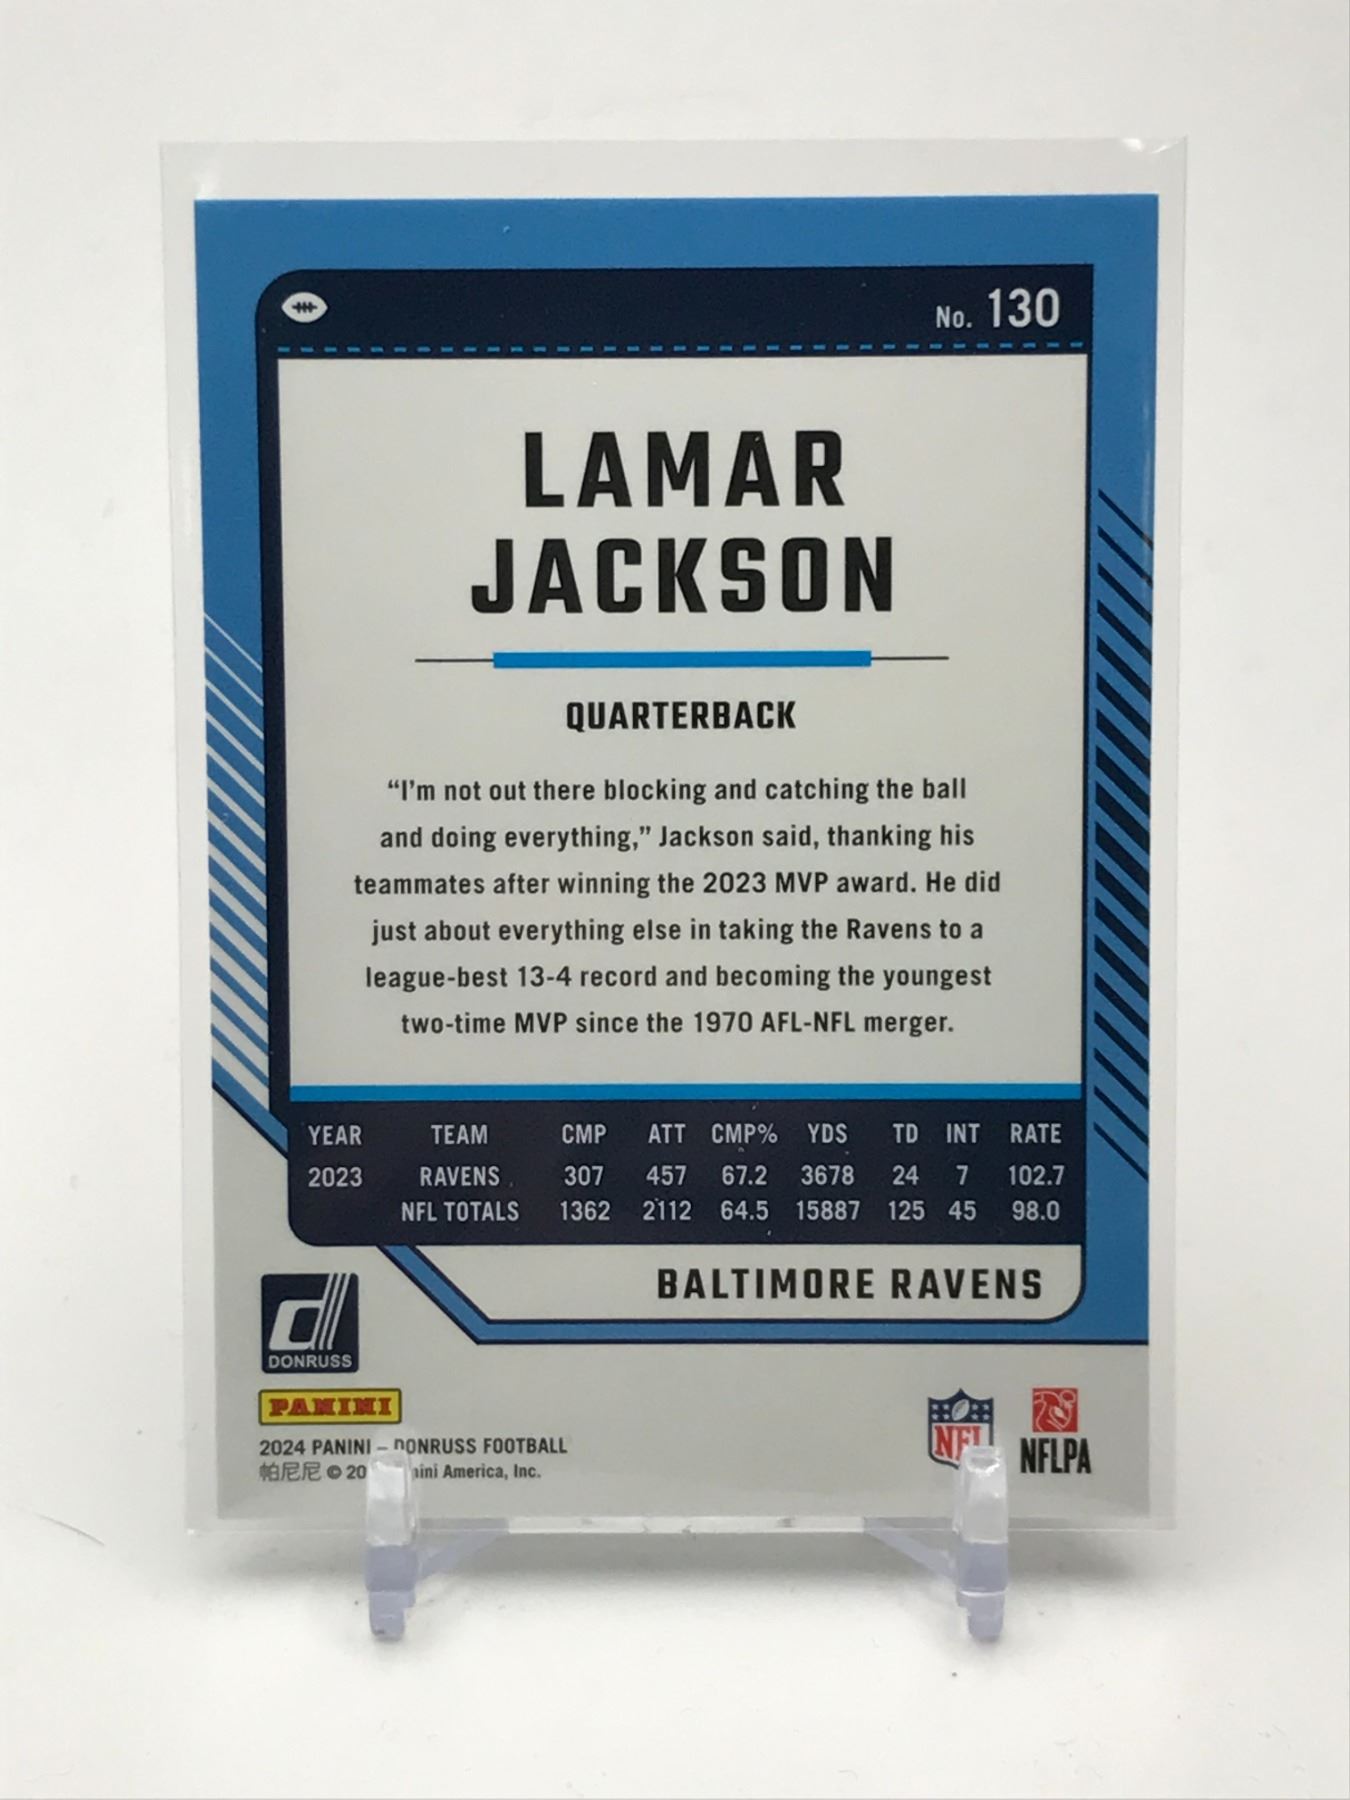 No. 130
LAMAR
JACKSON
QUARTERBACK
“I’m not out there blocking and catching the ball
and doing everything,” Jackson said, thanking his
teammates after winning the 2023 MVP award. He did
just about everything else in taking the Ravens to a
league-best 13-4 record and becoming the youngest
two-time MVP since the 1970 AFL-NFL merger.
YEAR TEAM CMP ATT CMP% YDS TD INT RATE
2023 RAVENS 307 457 67.2 3678 24 7 102.7
NFL TOTALS 1362 2112 64.5 15887 125 45 98.0
BALTIMORE RAVENS
d
DONRUSS
PANINI
2024 PANINI – DONRUSS FOOTBALL
帕尼尼 © America, Inc.
NFL
NFLPA